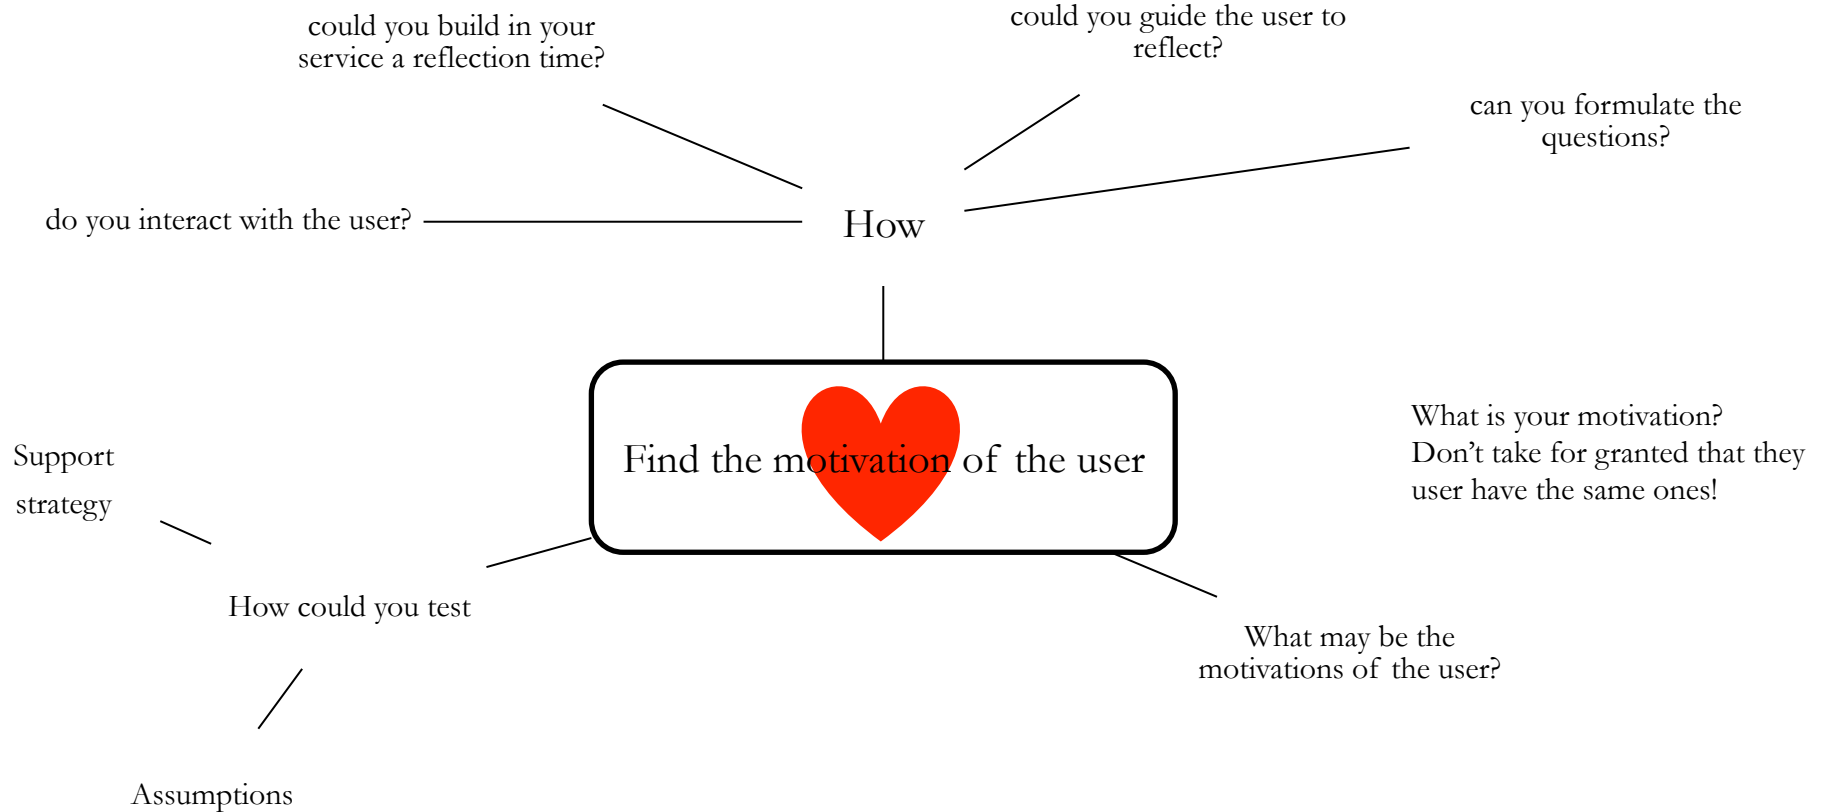 could you build in your
service a reflection time?
could you guide the user to
reflect?
can you formulate the
questions?
do you interact with the user?
How
Find the motivation of the user
What is your motivation?
Don’t take for granted that they
user have the same ones!
Support
strategy
How could you test
What may be the
motivations of the user?
Assumptions